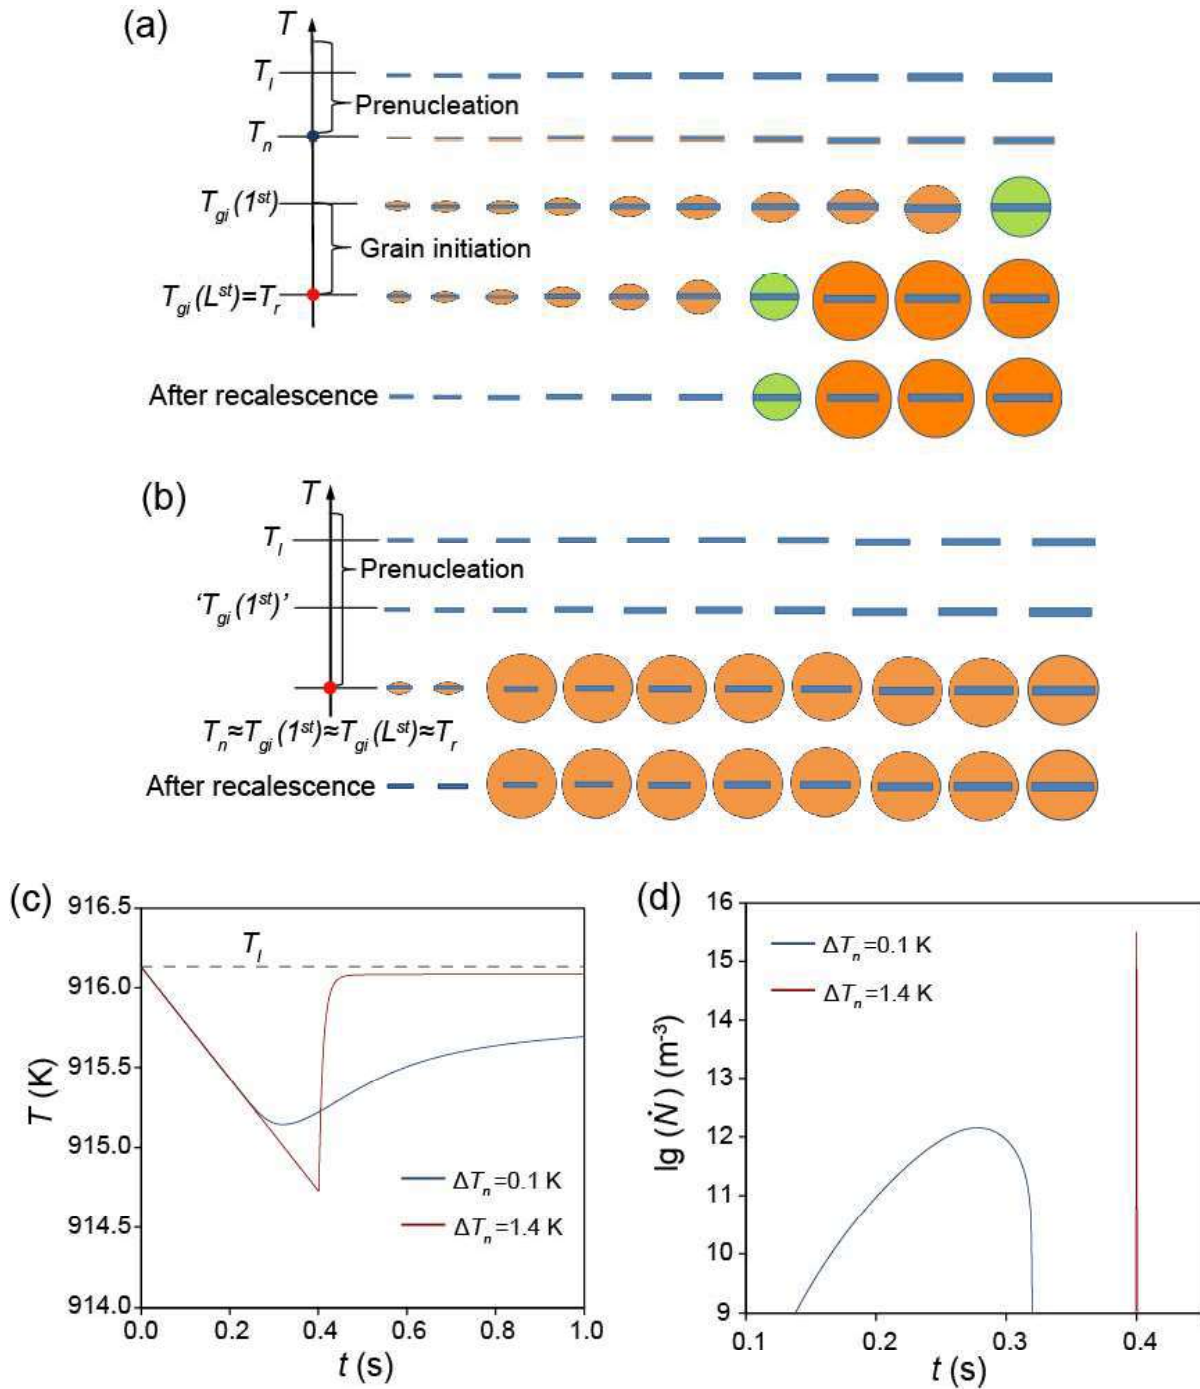 (a)
T
T_l
Prenucleation
T_n
T_gi (1^st)
Grain initiation
T_gi (L^st)=T_r
After recalescence
(b)
T
T_l
Prenucleation
‘T_gi (1^st)’
T_n≈T_gi (1^st)≈T_gi (L^st)≈T_r
After recalescence
(c)
916.5
916.0
915.5
915.0
914.5
914.0
T (K)
T_l
ΔT_n=0.1 K
ΔT_n=1.4 K
0.0 0.2 0.4 0.6 0.8 1.0
t (s)
(d)
16
15
14
13
12
11
10
9
lg (Ṅ) (m^-3)
ΔT_n=0.1 K
ΔT_n=1.4 K
0.1 0.2 0.3 0.4
t (s)